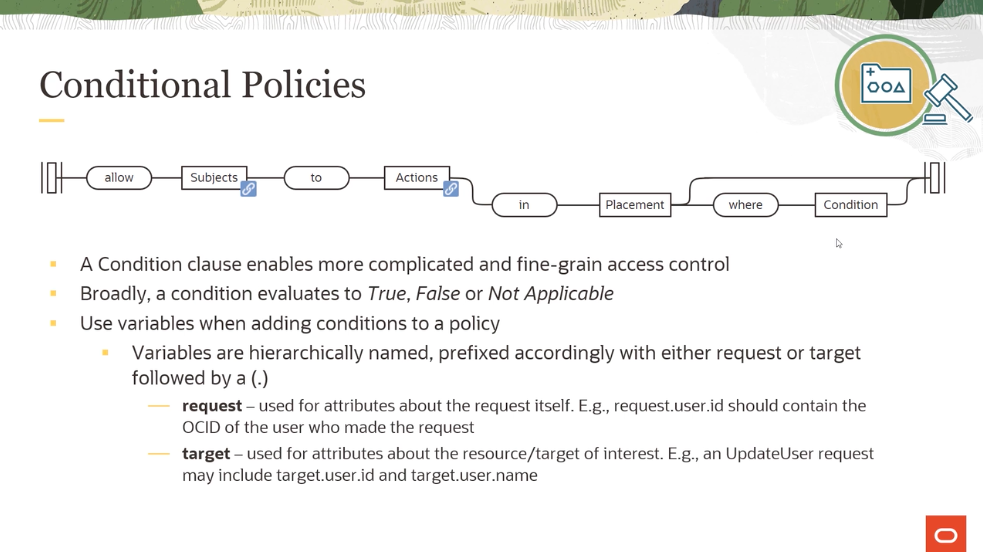 Conditional Policies
allow Subjects to Actions
in Placement where Condition
A Condition clause enables more complicated and fine-grain access control
Broadly, a condition evaluates to True, False or Not Applicable
Use variables when adding conditions to a policy
Variables are hierarchically named, prefixed accordingly with either request or target
followed by a (.)
request – used for attributes about the request itself. E.g., request.user.id should contain the
OCID of the user who made the request
target – used for attributes about the resource/target of interest. E.g., an UpdateUser request
may include target.user.id and target.user.name